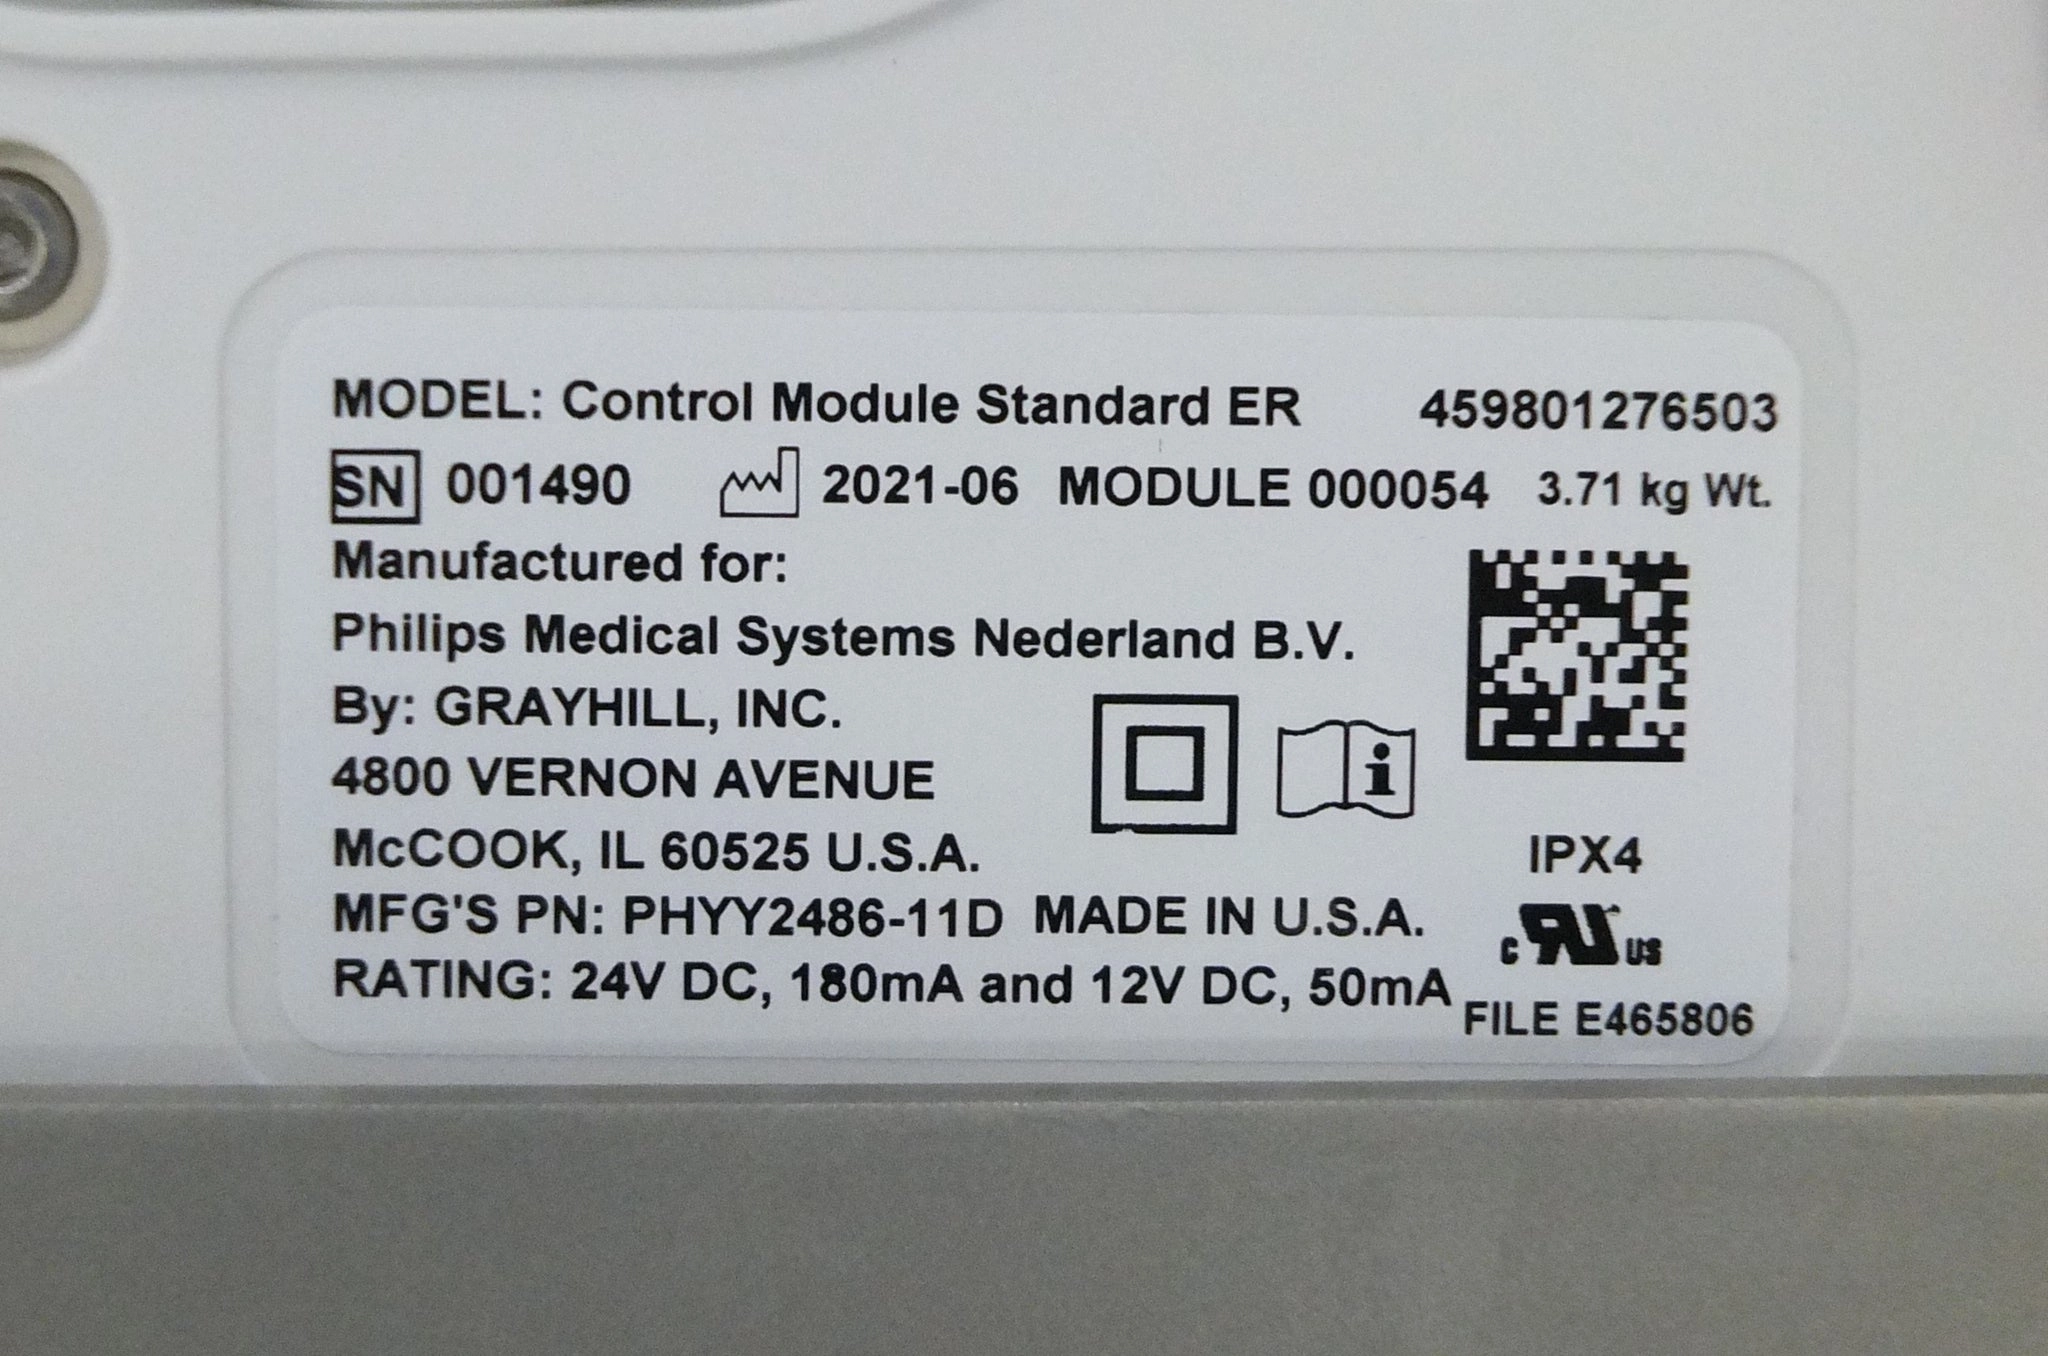 MODEL: Control Module Standard ER 459801276503
SN 001490 2021-06 MODULE 000054 3.71 kg Wt.
Manufactured for:
Philips Medical Systems Nederland B.V.
By: GRAYHILL, INC.
4800 VERNON AVENUE
McCOOK, IL 60525 U.S.A.
IPX4
MFG'S PN: PHYY2486-11D MADE IN U.S.A.
c RU us
RATING: 24V DC, 180mA and 12V DC, 50mA
FILE E465806